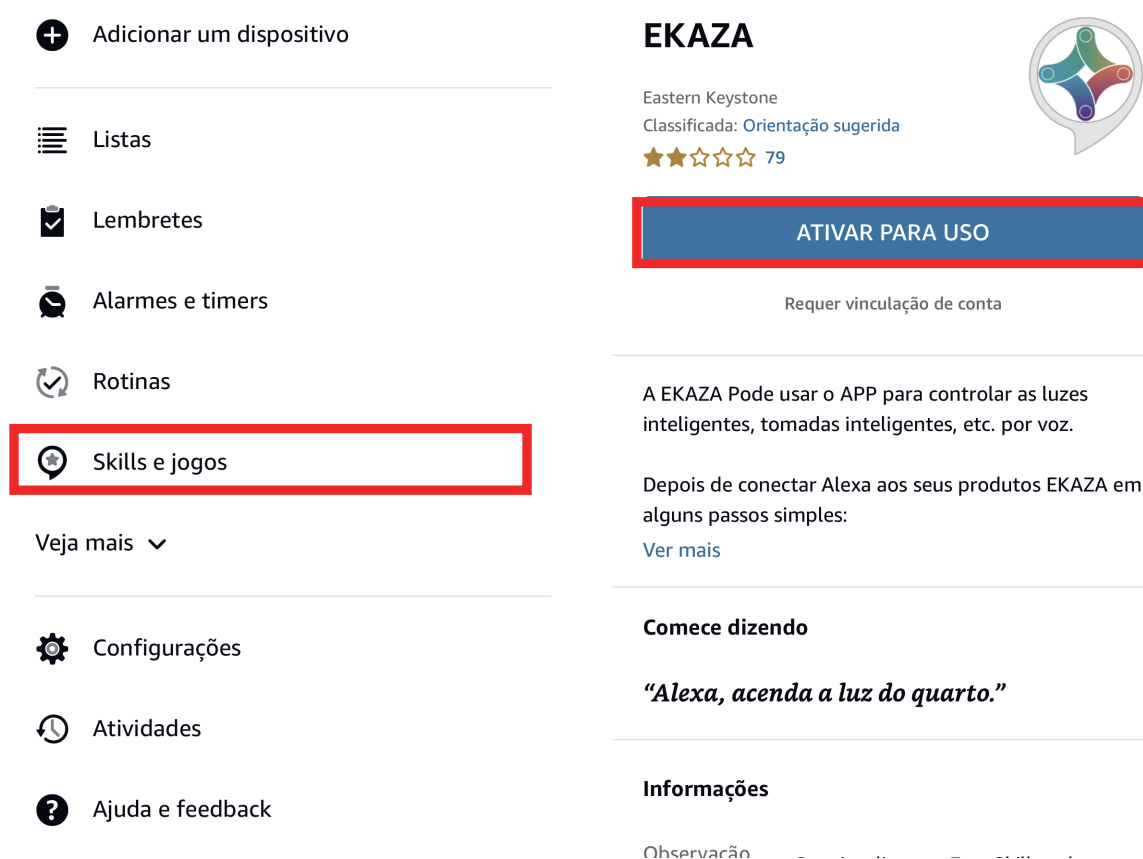 Adicionar um dispositivo
Listas
Lembretes
Alarmes e timers
Rotinas
Skills e jogos
Veja mais
Configurações
Atividades
Ajuda e feedback
EKAZA
Eastern Keystone
Classificada: Orientação sugerida
79
ATIVAR PARA USO
Requer vinculação de conta
A EKAZA Pode usar o APP para controlar as luzes
inteligentes, tomadas inteligentes, etc. por voz.
Depois de conectar Alexa aos seus produtos EKAZA em
alguns passos simples:
Ver mais
Comece dizendo
“Alexa, acenda a luz do quarto.”
Informações
Observação